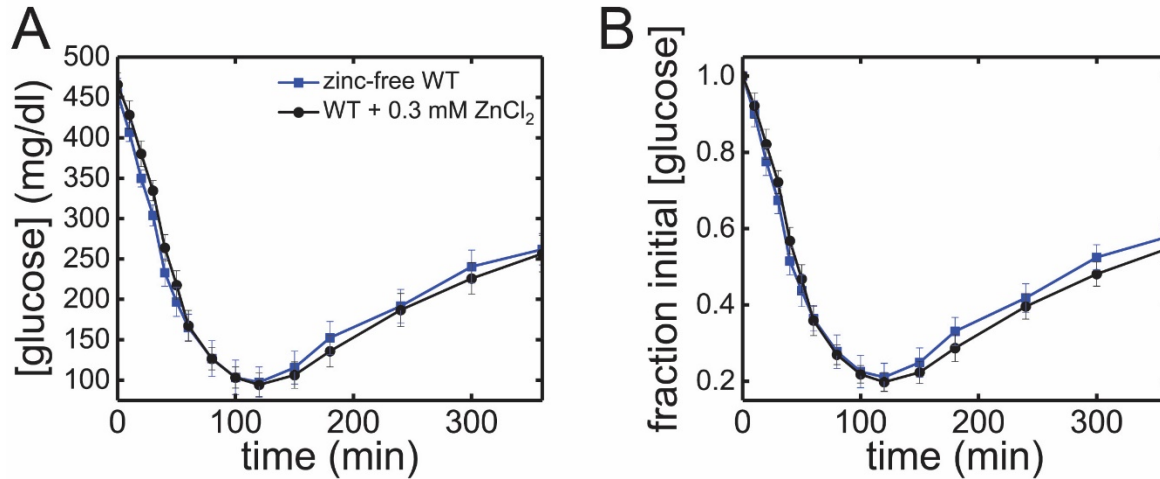 A
[glucose] (mg/dl)
500
450
400
350
300
250
200
150
100
0
100
200
300
time (min)
zinc-free WT
WT + 0.3 mM ZnCl₂
B
fraction initial [glucose]
1.0
0.8
0.6
0.4
0.2
0
100
200
300
time (min)